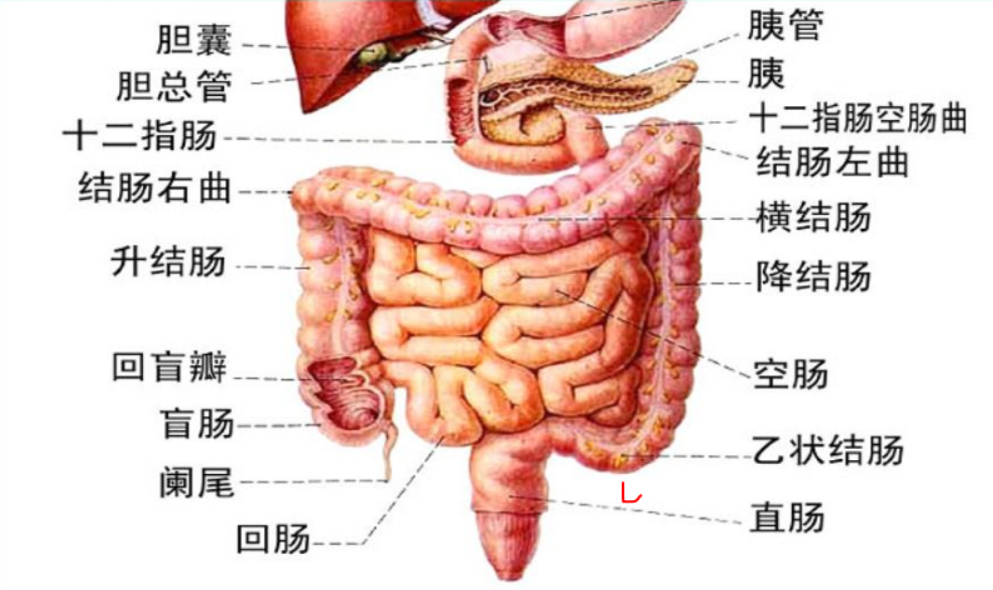 胆囊
胆总管
十二指肠
结肠右曲
升结肠
回盲瓣
盲肠
阑尾
回肠
胰管
胰
十二指肠空肠曲
结肠左曲
横结肠
降结肠
空肠
乙状结肠
直肠